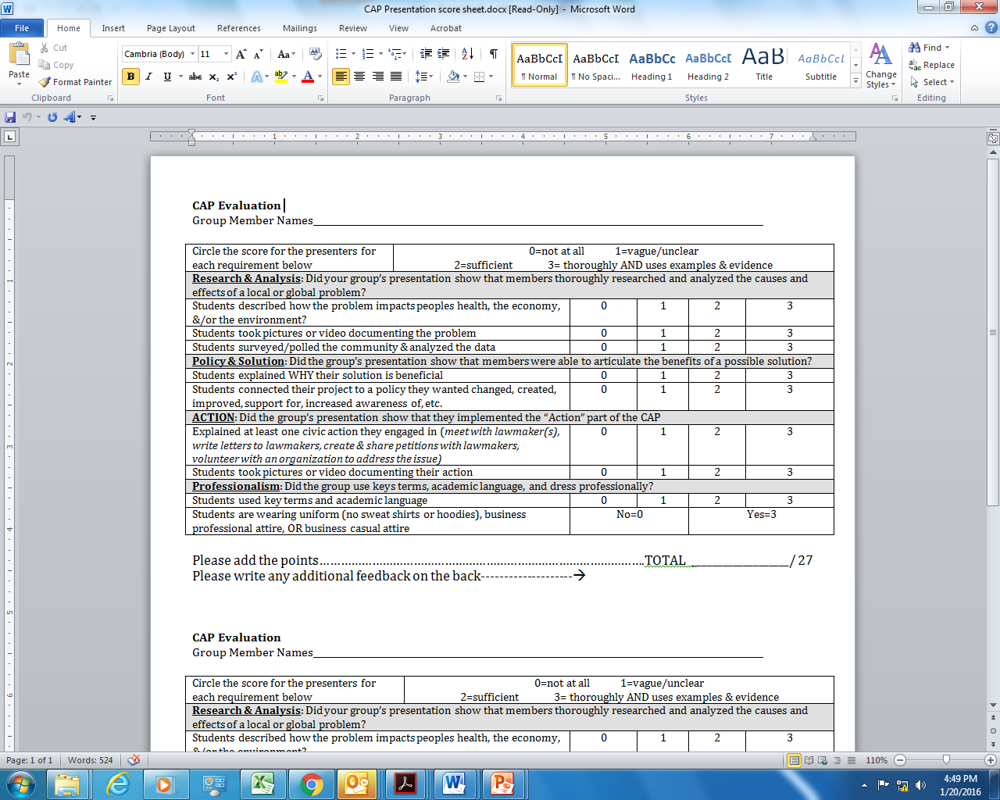 CAP Presentation score sheet.docx [Read-Only] - Microsoft Word
File Home Insert Page Layout References Mailings Review View Acrobat
Paste
Cut
Copy
Format Painter
Clipboard
Cambria (Body) 11
Font
Paragraph
AaBbCcI AaBbCcI AaBbCc AaBbCcI AaB AaBbCcL
¶ Normal ¶ No Spaci... Heading 1 Heading 2 Title Subtitle
Change Styles
Styles
Find
Replace
Select
Editing
1 2 3 4 5 6 7
CAP Evaluation
Group Member Names________________
Circle the score for the presenters for each requirement below
0=not at all 1=vague/unclear
2=sufficient 3= thoroughly AND uses examples & evidence
Research & Analysis: Did your group's presentation show that members thoroughly researched and analyzed the causes and
effects of a local or global problem?
Students described how the problem impacts peoples health, the economy, 0 1 2 3
&/or the environment?
Students took pictures or video documenting the problem 0 1 2 3
Students surveyed/polled the community & analyzed the data 0 1 2 3
Policy & Solution: Did the group's presentation show that members were able to articulate the benefits of a possible solution?
Students explained WHY their solution is beneficial 0 1 2 3
Students connected their project to a policy they wanted changed, created, 0 1 2 3
improved, support for, increased awareness of, etc.
ACTION: Did the group's presentation show that they implemented the “Action” part of the CAP
Explained at least one civic action they engaged in (meet with lawmaker(s), 0 1 2 3
write letters to lawmakers, create & share petitions with lawmakers,
volunteer with an organization to address the issue)
Students took pictures or video documenting their action 0 1 2 3
Professionalism: Did the group use keys terms, academic language, and dress professionally?
Students used key terms and academic language 0 1 2 3
Students are wearing uniform (no sweat shirts or hoodies), business No=0 Yes=3
professional attire, OR business casual attire
Please add the points……………………………………………………………………….TOTAL ________________/ 27
Please write any additional feedback on the back--------------------→
CAP Evaluation
Group Member Names________________
Circle the score for the presenters for each requirement below
0=not at all 1=vague/unclear
2=sufficient 3= thoroughly AND uses examples & evidence
Research & Analysis: Did your group's presentation show that members thoroughly researched and analyzed the causes and
effects of a local or global problem?
Students described how the problem impacts peoples health, the economy, 0 1 2 3
&/or the environment?
Page: 1 of 1 Words: 524 110%
4:49 PM
1/20/2016